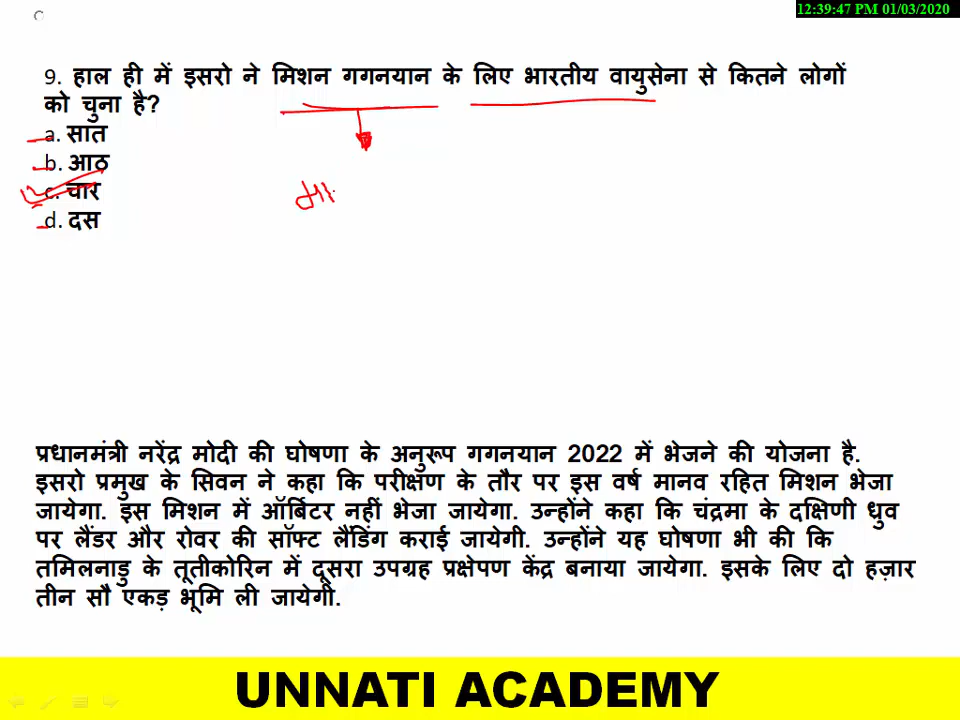 12:39:47 PM 01/03/2020
9. हाल ही में इसरो ने मिशन गगनयान के लिए भारतीय वायुसेना से कितने लोगों
को चुना है?
a. सात
b. आठ
c. चार
d. दस
प्रधानमंत्री नरेंद्र मोदी की घोषणा के अनुरूप गगनयान 2022 में भेजने की योजना है.
इसरो प्रमुख के सिवन ने कहा कि परीक्षण के तौर पर इस वर्ष मानव रहित मिशन भेजा
जायेगा. इस मिशन में ऑर्बिटर नहीं भेजा जायेगा. उन्होंने कहा कि चंद्रमा के दक्षिणी धुव
पर लैंडर और रोवर की सॉफ्ट लैंडिंग कराई जायेगी. उन्होंने यह घोषणा भी की कि
तमिलनाडु के तूतीकोरिन में दूसरा उपग्रह प्रक्षेपण केंद्र बनाया जायेगा. इसके लिए दो हज़ार
तीन सौ एकड़ भूमि ली जायेगी.
UNNATI ACADEMY